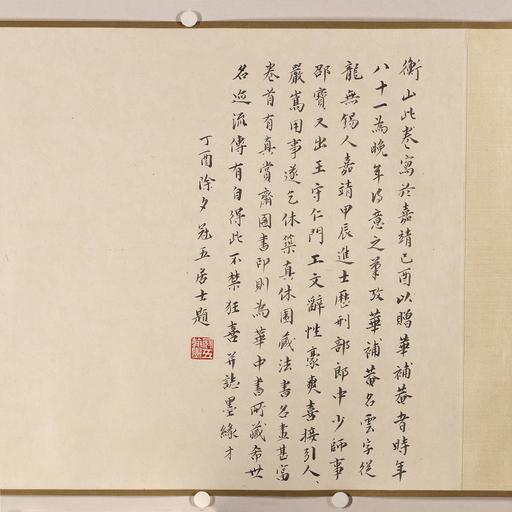 衡山此卷寫於嘉靖己酉以贈華補菴者時年
八十一為晚年得意之筆攷華補菴名雲字從
龍無錫人嘉靖甲辰進士歷刑部郎中少師事
邵寶又出王守仁門工文辭性豪爽喜接引人、
嚴嵩用事遂乞休築真休園藏法書名畫甚富
卷首有真賞齋圖書印則為華中書所藏希世
名迹流傳有自得此不禁狂喜并誌墨緣才
丁酉除夕冠五居士題